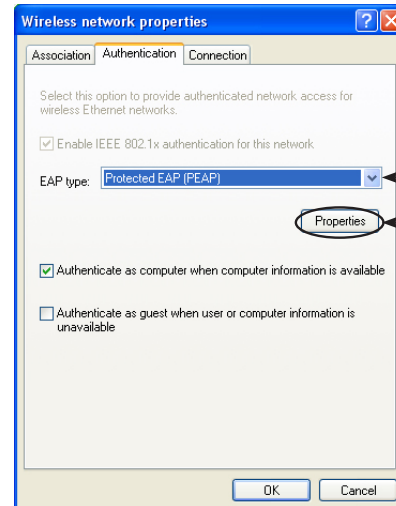 Wireless network properties
Association Authentication Connection
Select this option to provide authenticated network access for
wireless Ethernet networks.
Enable IEEE 802.1x authentication for this network
EAP type: Protected EAP (PEAP)
Properties
Authenticate as computer when computer information is available
Authenticate as guest when user or computer information is
unavailable
OK Cancel